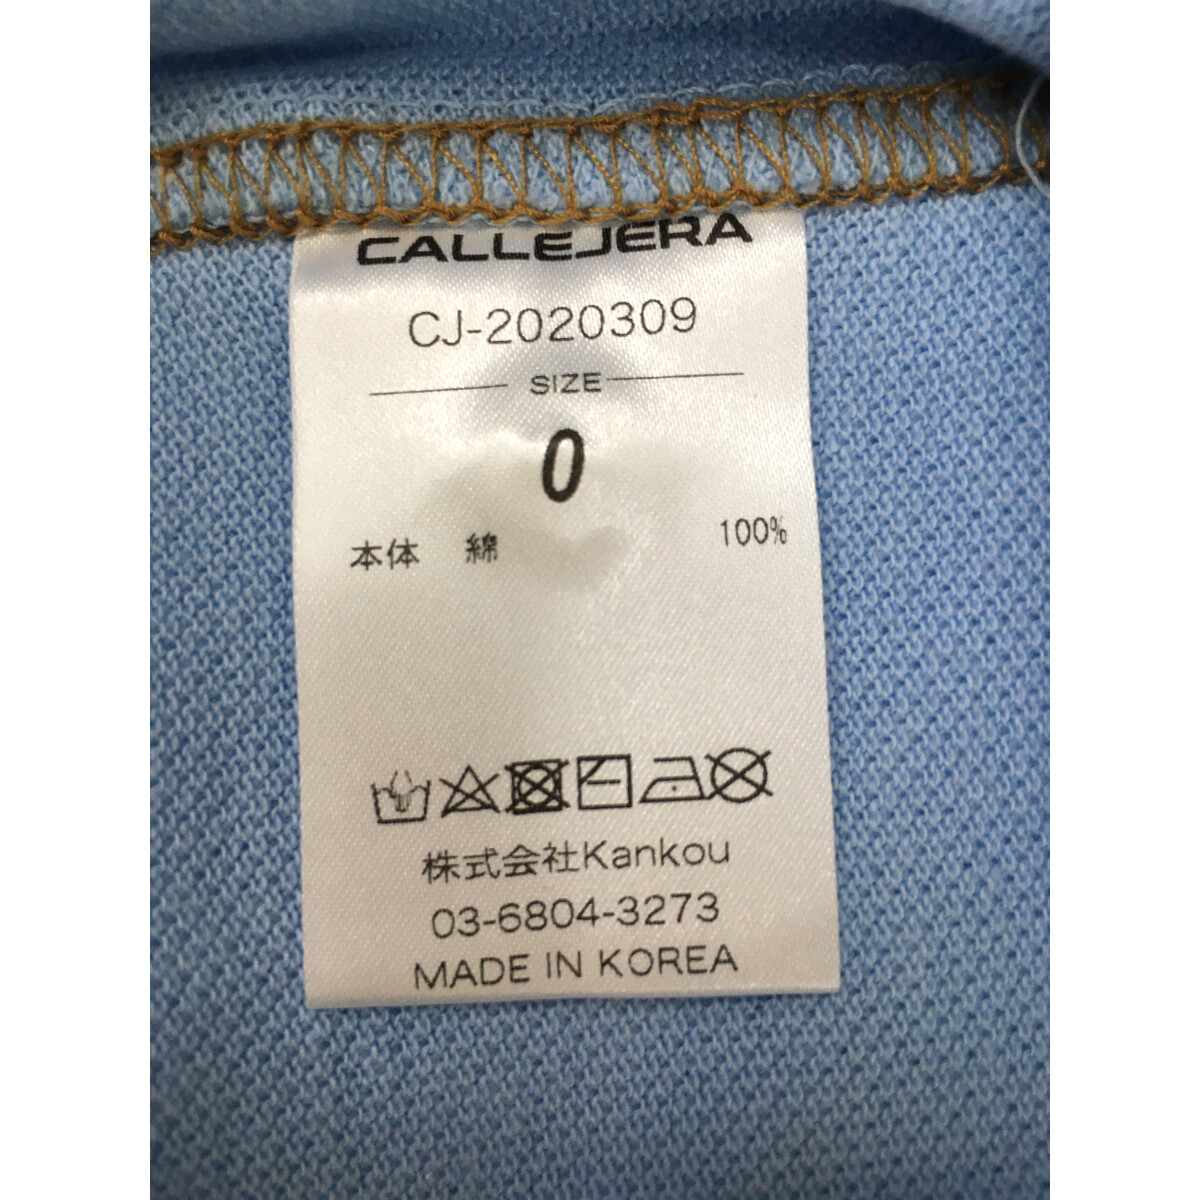 CALLEJERA
CJ-2020309
SIZE
0
本体 綿 100%
株式会社Kankou
03-6804-3273
MADE IN KOREA